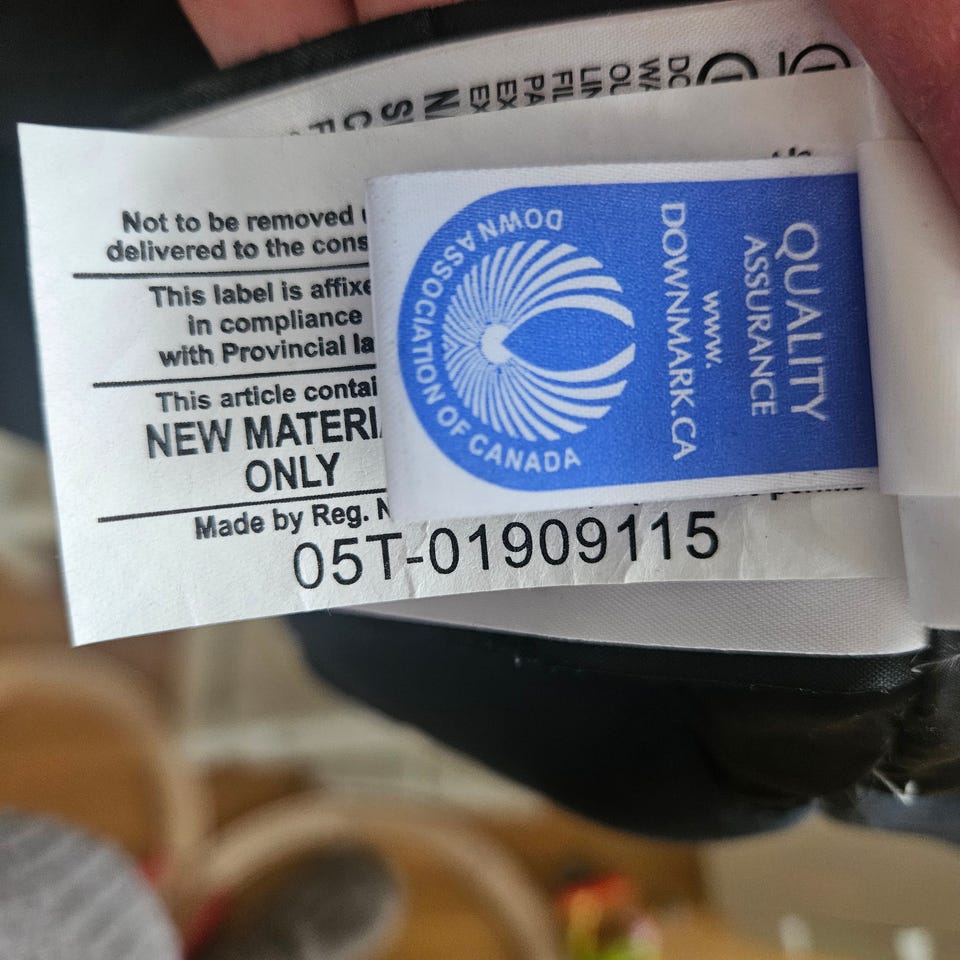 Not to be removed
delivered to the cons
This label is affixe
in compliance
with Provincial la
This article contai
NEW MATERI
ONLY
Made by Reg. N
05T-01909115
DOWN ASSOCIATION OF CANADA
QUALITY
ASSURANCE
www.
DOWNMARK.CA